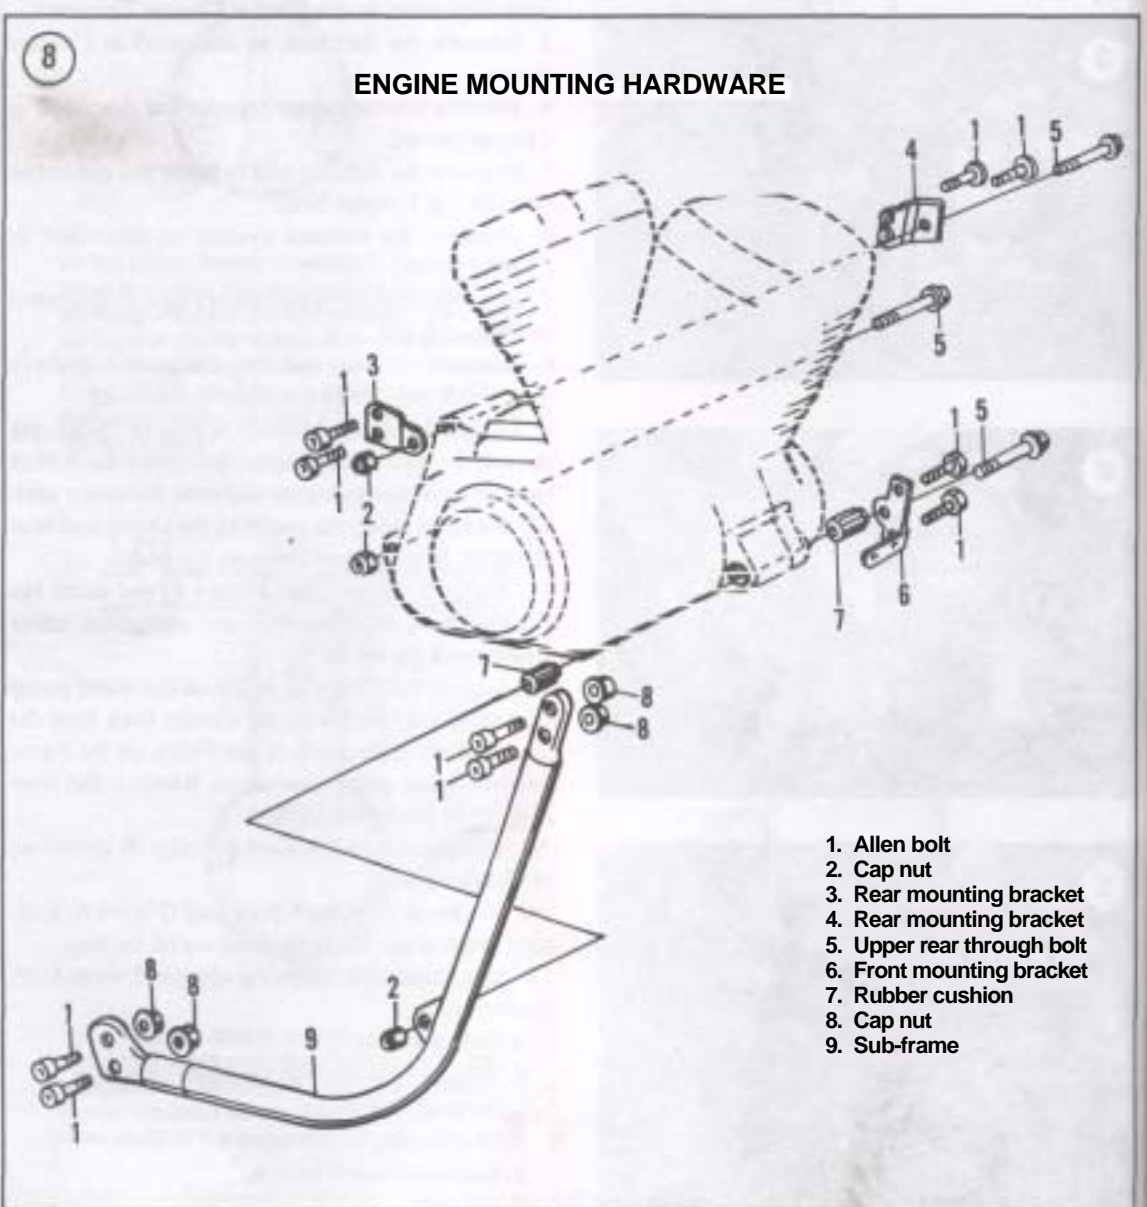 8
ENGINE MOUNTING HARDWARE
1 1 5
4
5
3
1
1 5
1
2
1
6
7
7
8
8
1
1
8
8
2
1
9
1
1. Allen bolt
2. Cap nut
3. Rear mounting bracket
4. Rear mounting bracket
5. Upper rear through bolt
6. Front mounting bracket
7. Rubber cushion
8. Cap nut
9. Sub-frame